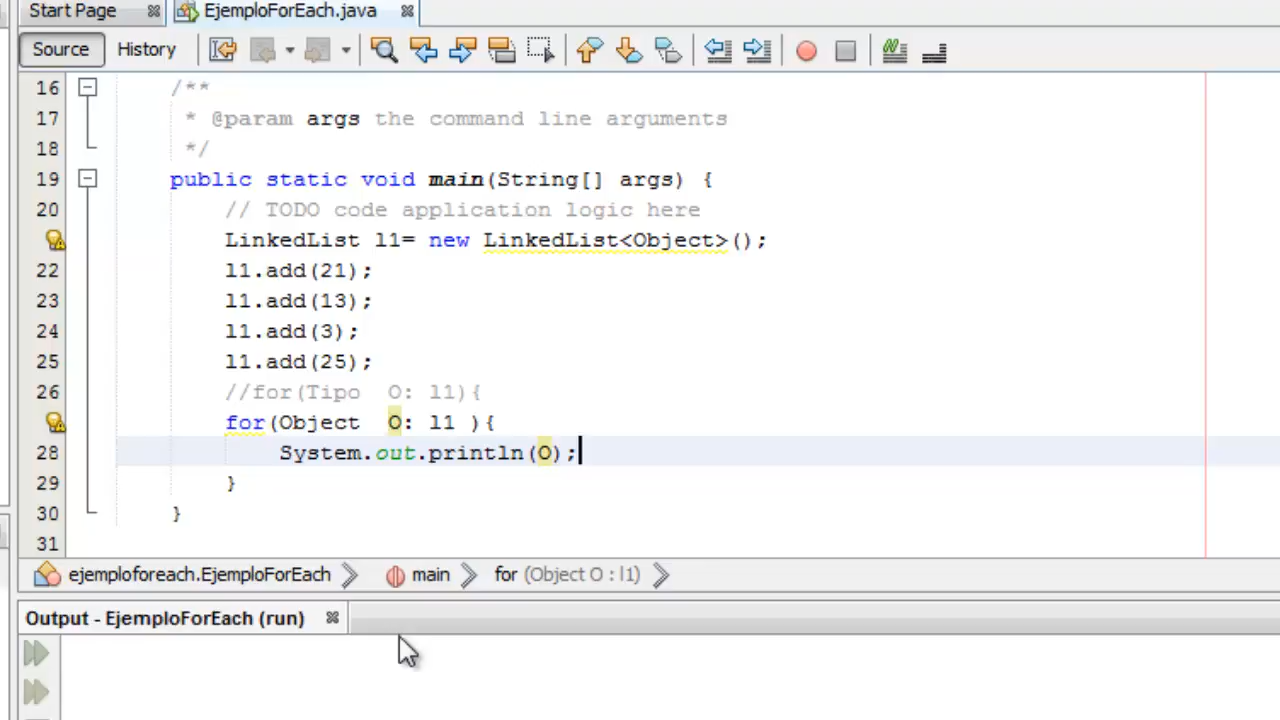 Start Page EjemploForEach.java
Source History
16 /**
17 * @param args the command line arguments
18 */
19 public static void main(String[] args) {
20 // TODO code application logic here
LinkedList l1= new LinkedList<Object>();
22 l1.add(21);
23 l1.add(13);
24 l1.add(3);
25 l1.add(25);
26 //for(Tipo  O: l1){
for(Object  O: l1 ){
28 System.out.println(O);
29 }
30 }
31
ejemploforeach.EjemploForEach main for (Object O : l1)
Output - EjemploForEach (run)